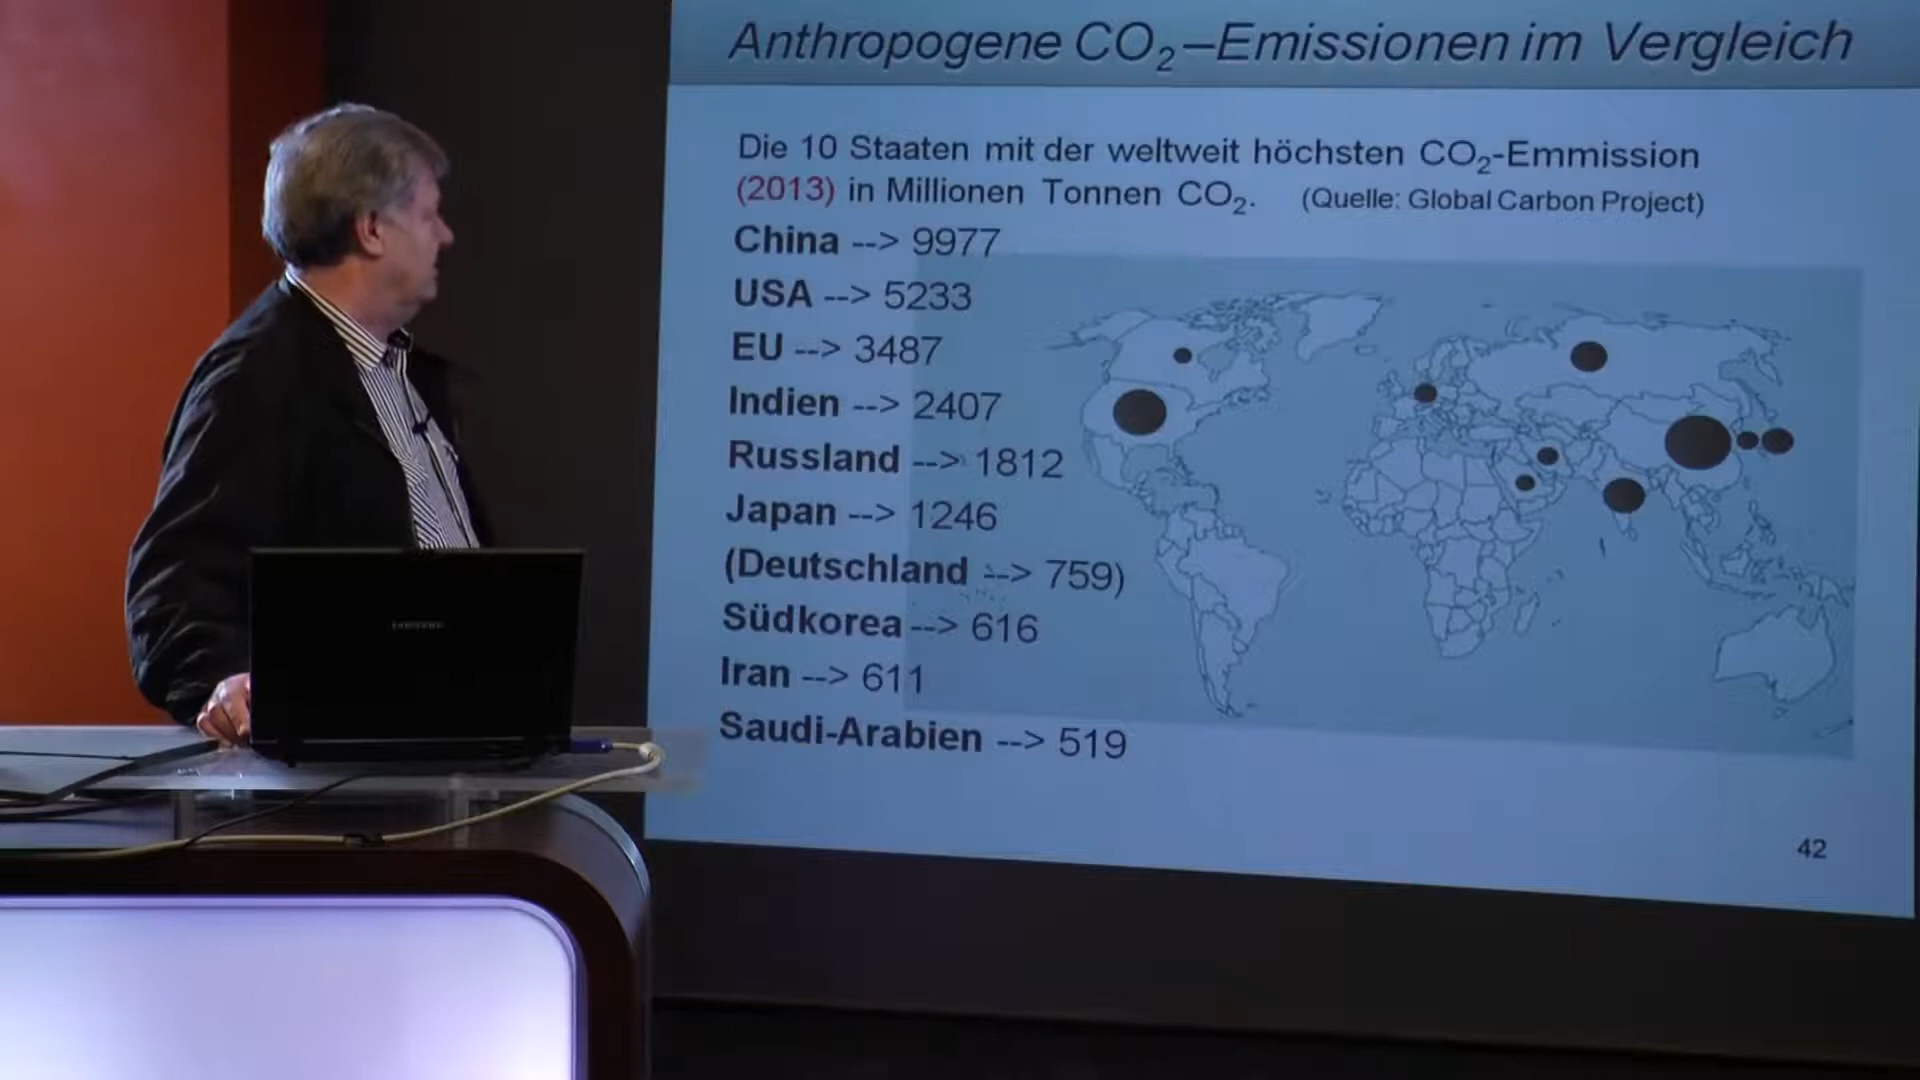 Anthropogene CO₂–Emissionen im Vergleich
Die 10 Staaten mit der weltweit höchsten CO₂-Emmission
(2013) in Millionen Tonnen CO₂. (Quelle: Global Carbon Project)
China --> 9977
USA --> 5233
EU --> 3487
Indien --> 2407
Russland --> 1812
Japan --> 1246
(Deutschland --> 759)
Südkorea --> 616
Iran --> 611
Saudi-Arabien --> 519
42
SAMSUNG